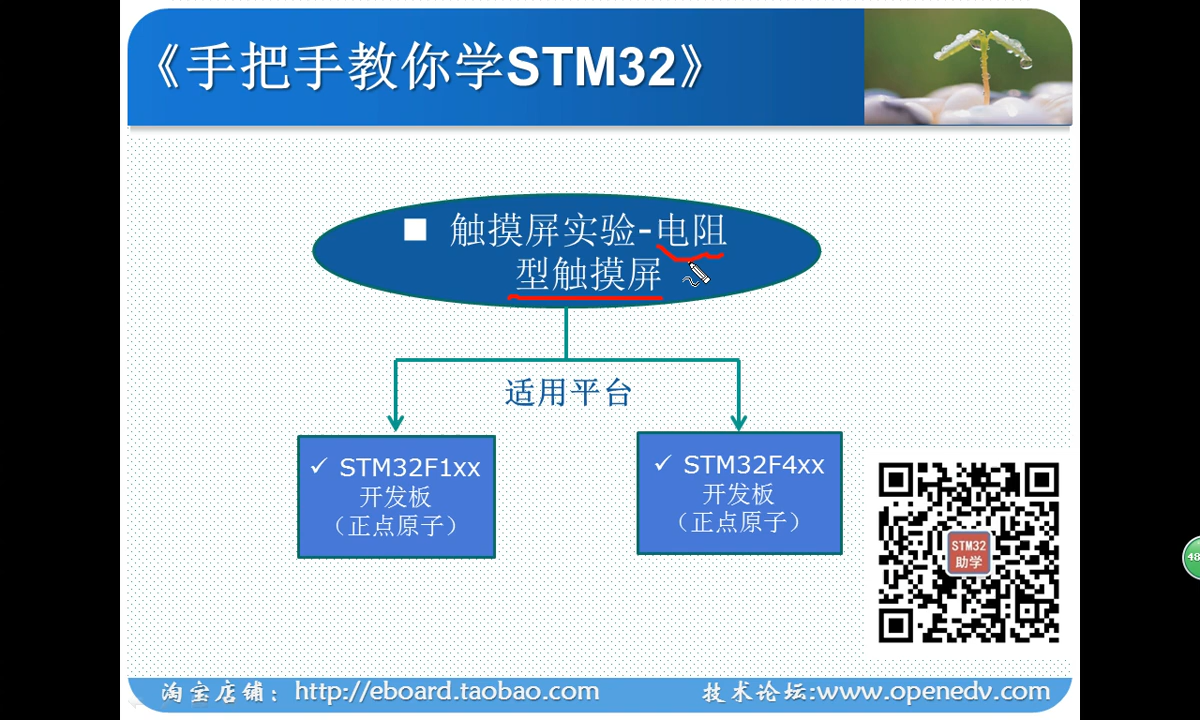 《手把手教你学STM32》
■ 触摸屏实验-电阻
型触摸屏
适用平台
✓ STM32F1xx
开发板
（正点原子）
✓ STM32F4xx
开发板
（正点原子）
STM32
助学
48
淘宝店铺：http://eboard.taobao.com
技术论坛:www.openedv.com